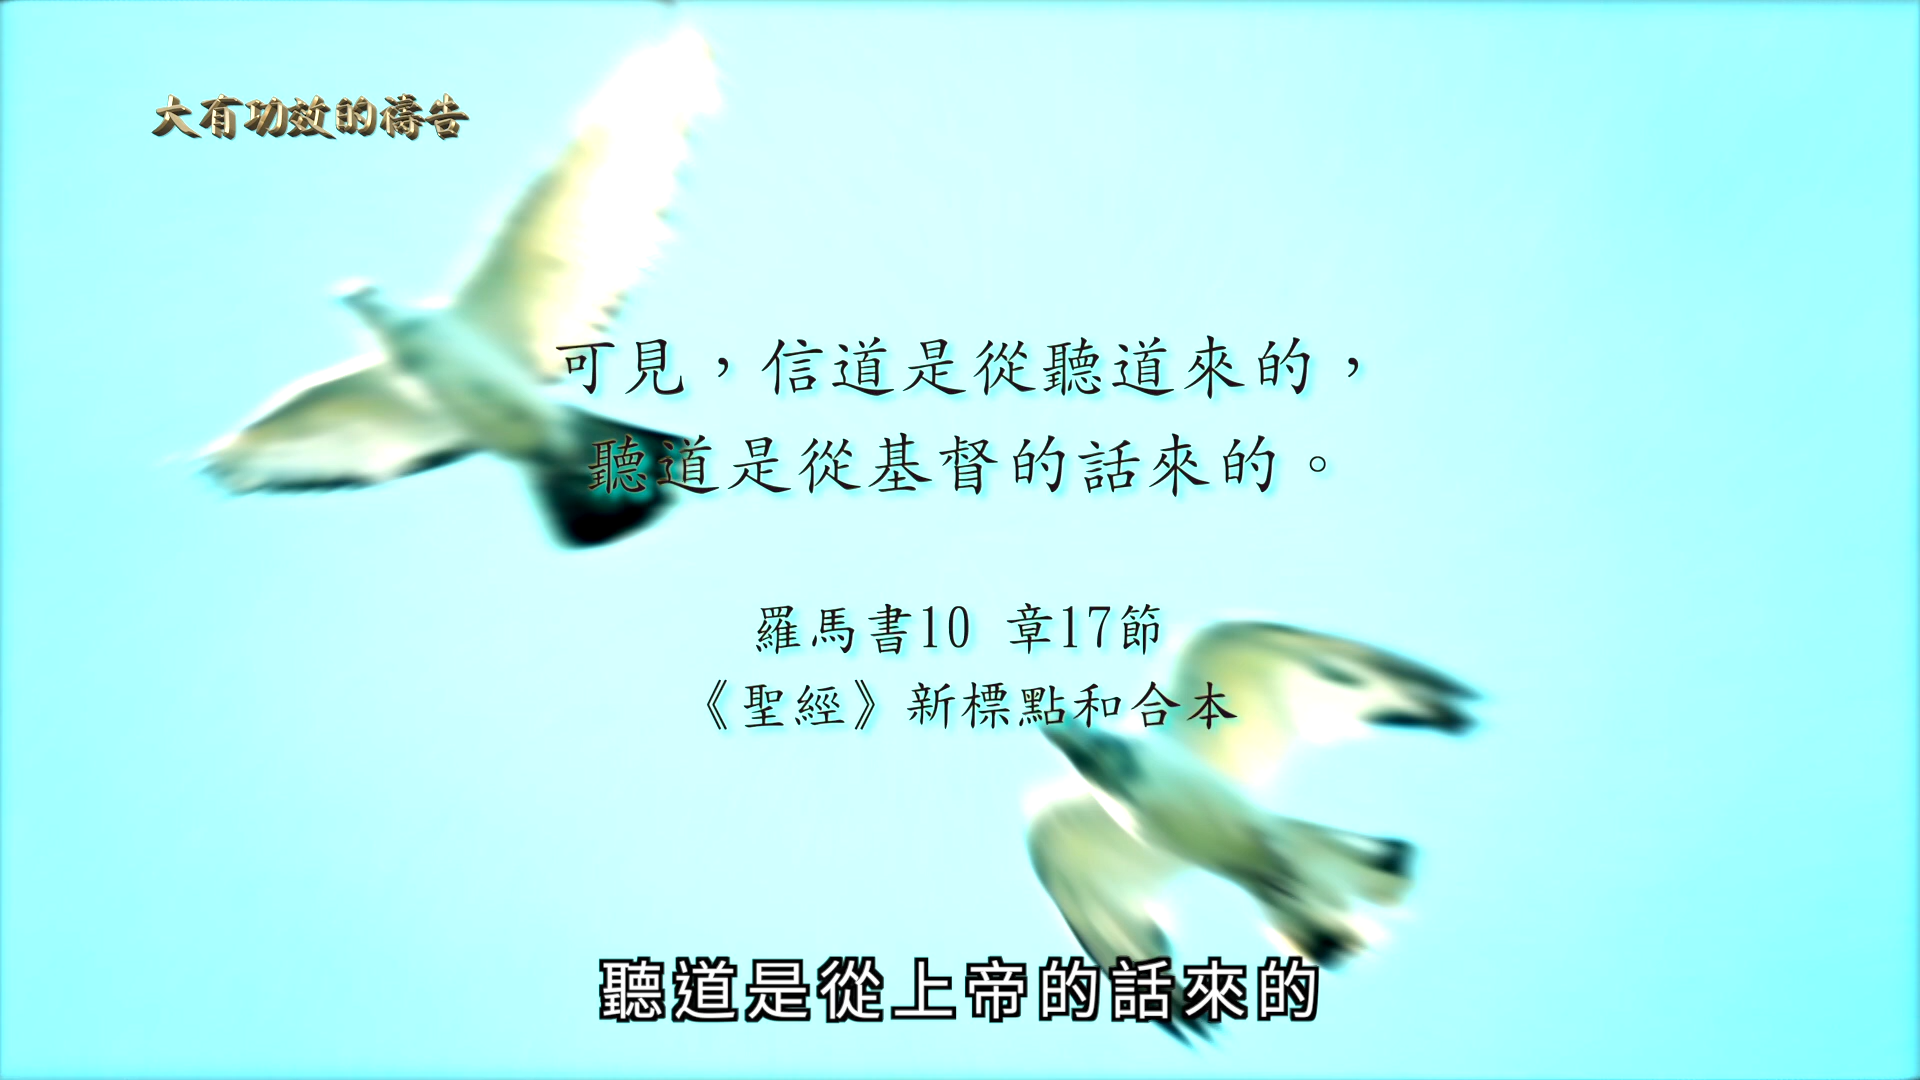 大有功效的禱告
可見，信道是從聽道來的，
聽道是從基督的話來的。
羅馬書10 章17節
《聖經》新標點和合本
聽道是從上帝的話來的